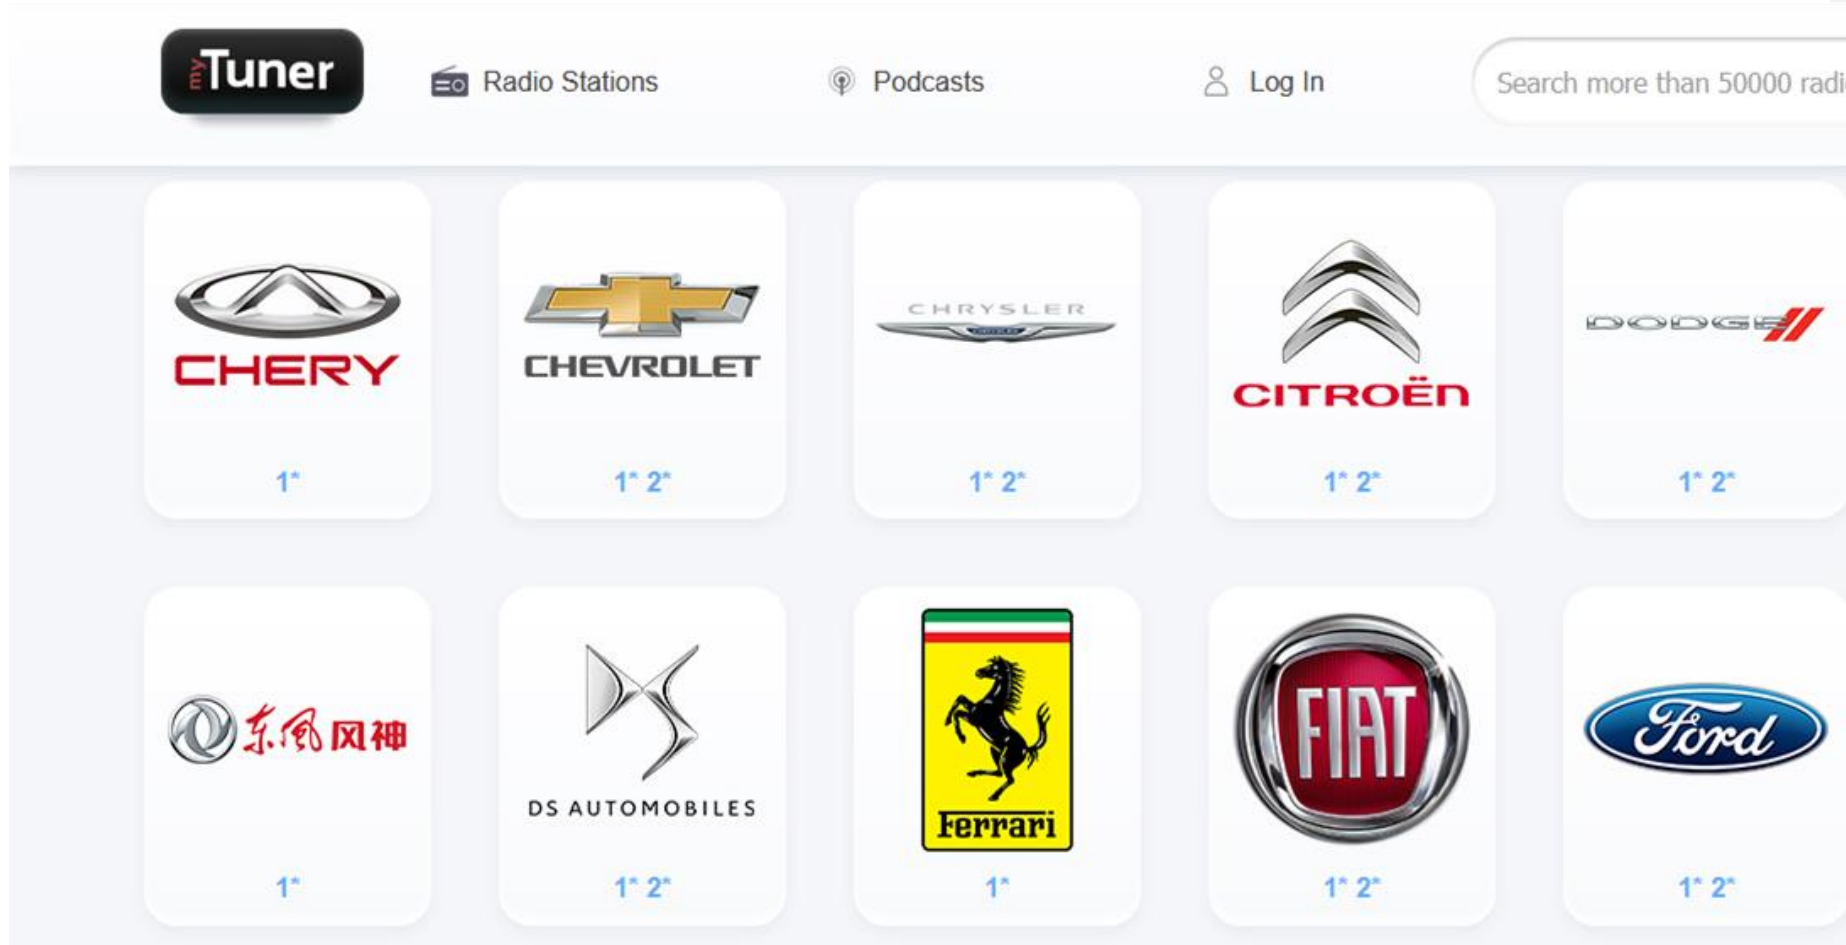 myTuner
Radio Stations
Podcasts
Log In
Search more than 50000 radi
CHERY
1*
CHEVROLET
1* 2*
CHRYSLER
1* 2*
CITROËn
1* 2*
DODGE
1* 2*
东风风神
1*
DS AUTOMOBILES
1* 2*
Ferrari
1*
FIAT
1* 2*
Ford
1* 2*